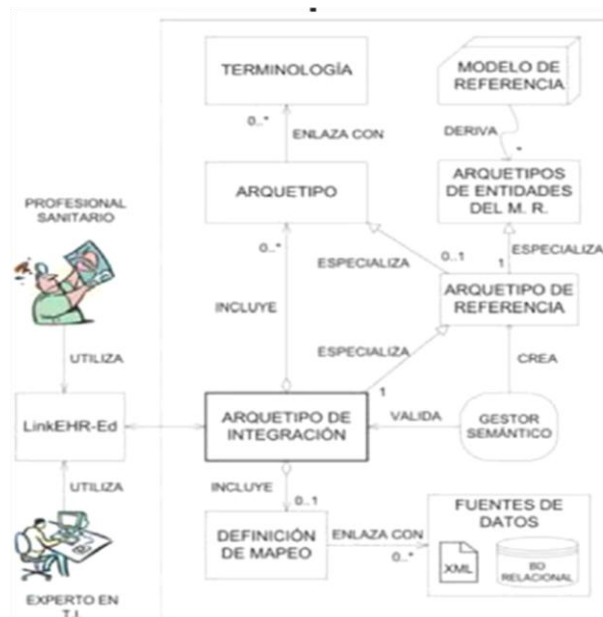 TERMINOLOGÍA
MODELO DE
REFERENCIA
0..*
ENLAZA CON
DERIVA
*
PROFESIONAL
SANITARIO
ARQUETIPO
ARQUETIPOS
DE ENTIDADES
DEL M. R.
0..*
ESPECIALIZA
0..1
1
ESPECIALIZA
INCLUYE
ARQUETIPO DE
REFERENCIA
UTILIZA
ESPECIALIZA
CREA
LinkEHR-Ed
ARQUETIPO DE
INTEGRACIÓN
1
VALIDA
GESTOR
SEMÁNTICO
UTILIZA
INCLUYE
0..1
DEFINICIÓN
DE MAPEO
ENLAZA CON
0..*
FUENTES DE
DATOS
XML
BD
RELACIONAL
EXPERTO EN
T.I.